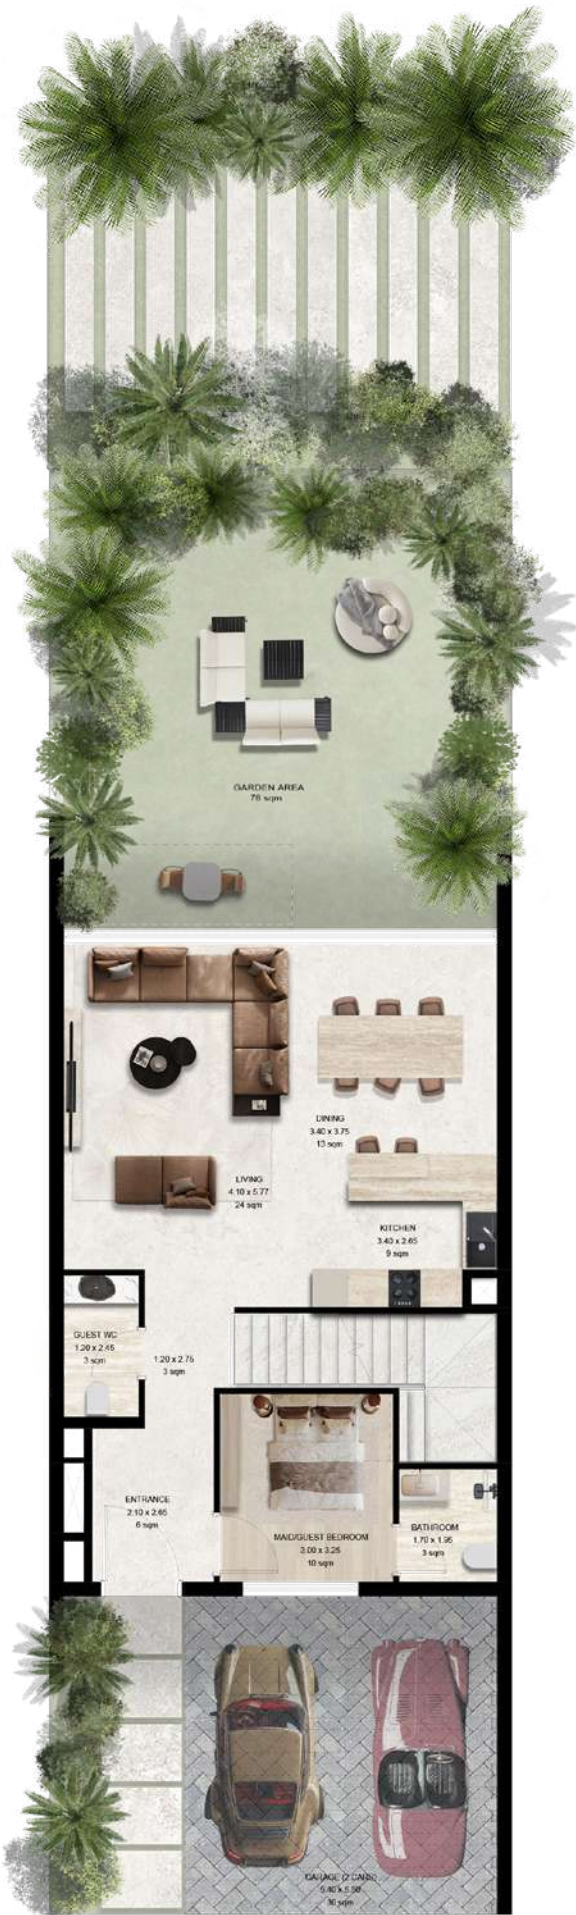 GARDEN AREA
76 sqm
DINING
3.40 x 3.75
13 sqm
LIVING
4.10 x 5.77
24 sqm
KITCHEN
3.40 x 2.65
9 sqm
GUEST WC
1.20 x 2.45
3 sqm
1.20 x 2.75
3 sqm
ENTRANCE
2.10 x 2.65
6 sqm
MAID/GUEST BEDROOM
3.00 x 3.25
10 sqm
BATHROOM
1.70 x 1.95
3 sqm
GARAGE (2 CARS)
5.40 x 5.50
30 sqm